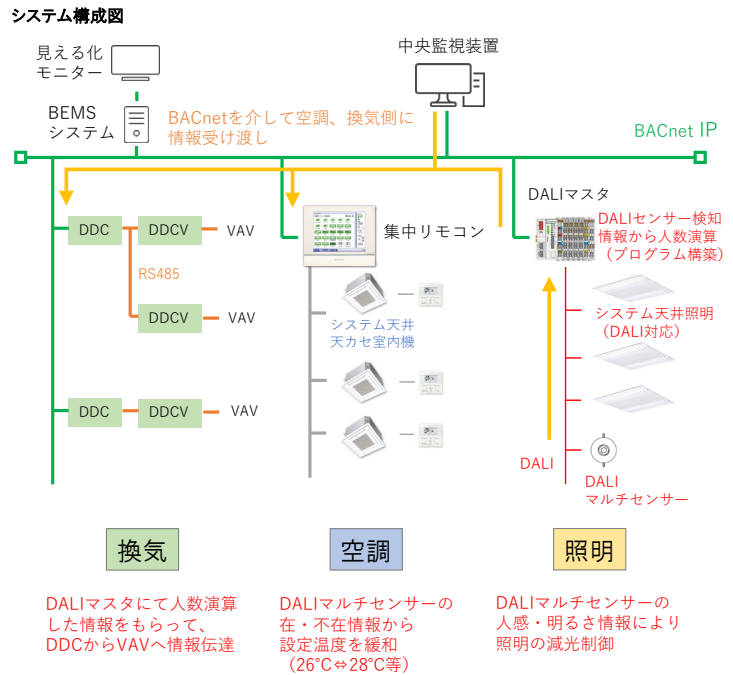 システム構成図
見える化
モニター
中央監視装置
BEMS
システム
BACnetを介して空調、換気側に
情報受け渡し
BACnet IP
DALIマスタ
DDC
DDCV
VAV
集中リモコン
DALIセンサー検知
情報から人数演算
（プログラム構築）
RS485
DDCV
VAV
システム天井
天カセ室内機
システム天井照明
（DALI対応）
DDC
DDCV
VAV
DALI
DALI
マルチセンサー
換気
空調
照明
DALIマスタにて人数演算
した情報をもらって、
DDCからVAVへ情報伝達
DALIマルチセンサーの
在・不在情報から
設定温度を緩和
（26℃⇔28℃等）
DALIマルチセンサーの
人感・明るさ情報により
照明の減光制御